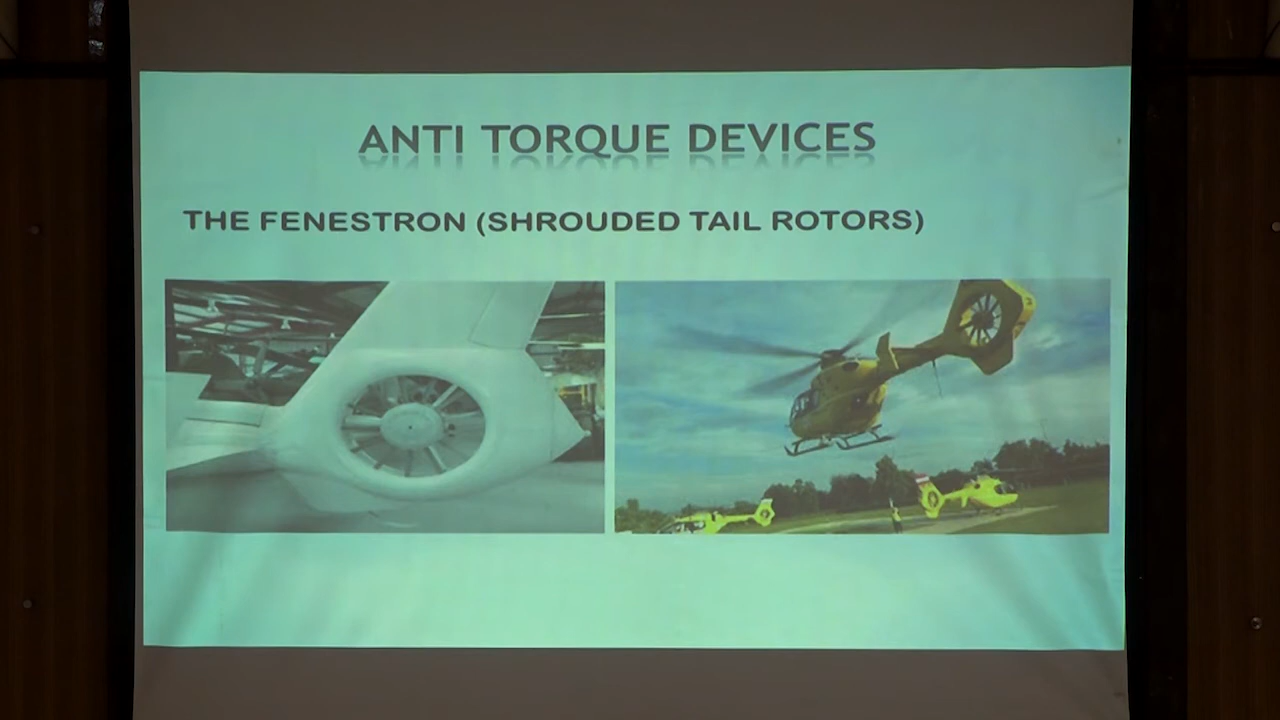 ANTI TORQUE DEVICES
THE FENESTRON (SHROUDED TAIL ROTORS)